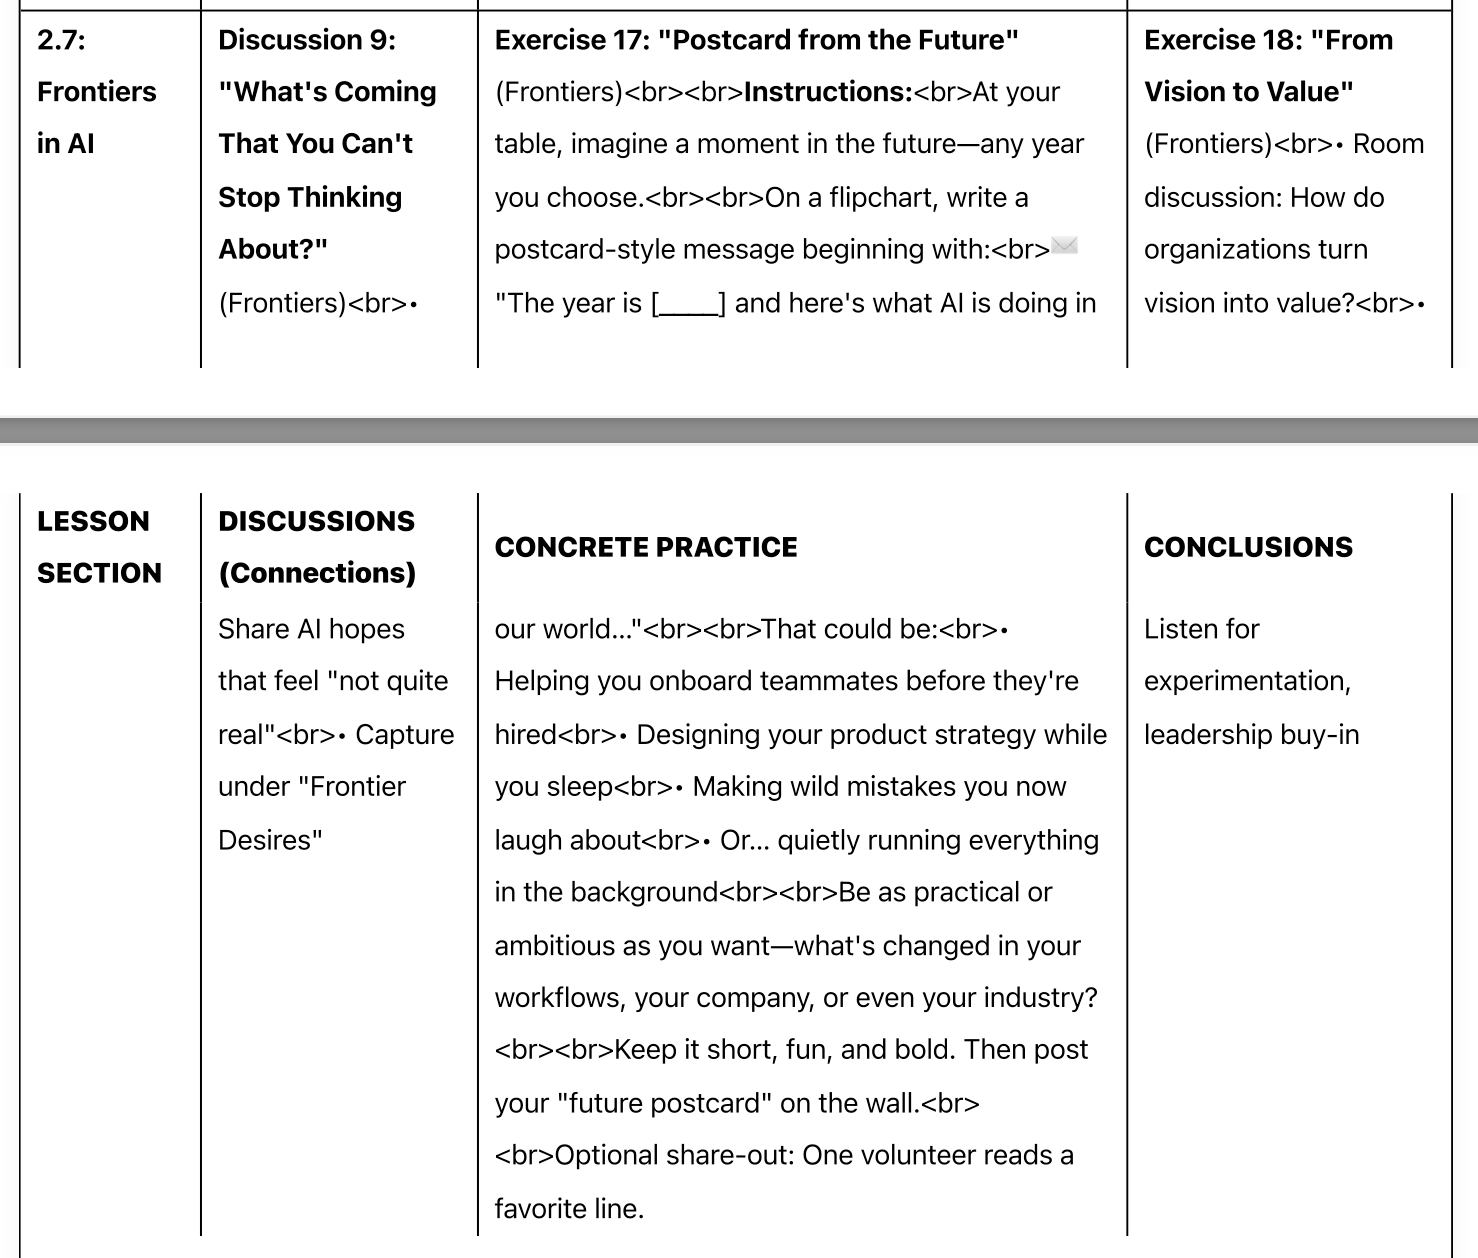 2.7:
Frontiers
in AI
Discussion 9:
"What's Coming
That You Can't
Stop Thinking
About?"
(Frontiers)<br>•
Exercise 17: "Postcard from the Future"
(Frontiers)<br><br>Instructions:<br>At your
table, imagine a moment in the future—any year
you choose.<br><br>On a flipchart, write a
postcard-style message beginning with:<br>✉️
"The year is [____] and here's what AI is doing in
Exercise 18: "From
Vision to Value"
(Frontiers)<br>• Room
discussion: How do
organizations turn
vision into value?<br>•
LESSON
SECTION
DISCUSSIONS
(Connections)
CONCRETE PRACTICE
CONCLUSIONS
Share AI hopes
that feel "not quite
real"<br>• Capture
under "Frontier
Desires"
our world…"<br><br>That could be:<br>•
Helping you onboard teammates before they're
hired<br>• Designing your product strategy while
you sleep<br>• Making wild mistakes you now
laugh about<br>• Or… quietly running everything
in the background<br><br>Be as practical or
ambitious as you want—what's changed in your
workflows, your company, or even your industry?
<br><br>Keep it short, fun, and bold. Then post
your "future postcard" on the wall.<br>
<br>Optional share-out: One volunteer reads a
favorite line.
Listen for
experimentation,
leadership buy-in